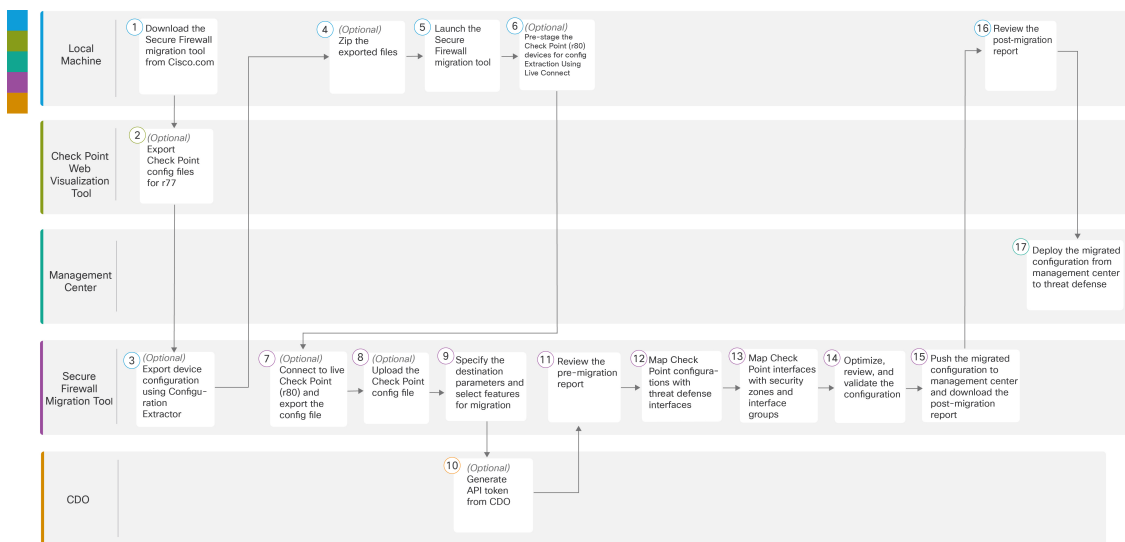 Local
Machine
1
Download the
Secure Firewall
migration tool
from Cisco.com
4
(Optional)
Zip the
exported files
5
Launch the
Secure
Firewall
migration tool
6
(Optional)
Pre-stage the
Check Point (r80)
devices for config
Extraction Using
Live Connect
16
Review the
post-migration
report
Check Point
Web
Visualization
Tool
2
(Optional)
Export
Check Point
config files
for r77
Management
Center
17
Deploy the migrated
configuration from
management center
to threat defense
Secure
Firewall
Migration Tool
3
(Optional)
Export device
configuration
using Configu-
ration
Extractor
7
(Optional)
Connect to live
Check Point
(r80) and
export the
config file
8
(Optional)
Upload the
Check Point
config file
9
Specify the
destination
parameters and
select features
for migration
11
Review the
pre-migration
report
12
Map Check
Point configura-
tions with
threat defense
interfaces
13
Map Check
Point interfaces
with security
zones and
interface
groups
14
Optimize,
review, and
validate the
configuration
15
Push the migrated
configuration to
management center
and download the
post-migration
report
CDO
10
(Optional)
Generate
API token
from CDO